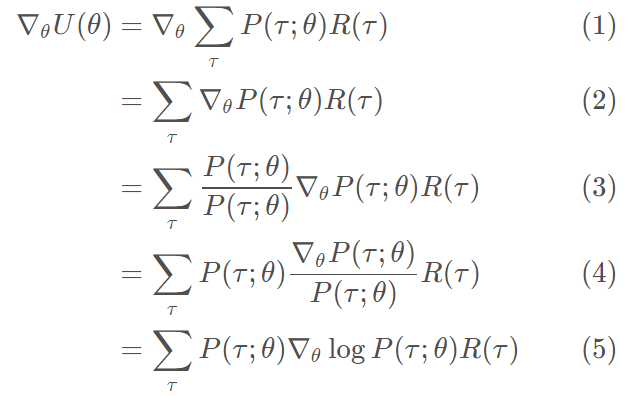 ∇θU(θ) = ∇θ ∑τ P(τ;θ)R(τ) (1)
= ∑τ ∇θP(τ;θ)R(τ) (2)
= ∑τ P(τ;θ)/P(τ;θ) ∇θP(τ;θ)R(τ) (3)
= ∑τ P(τ;θ) ∇θP(τ;θ)/P(τ;θ) R(τ) (4)
= ∑τ P(τ;θ)∇θ log P(τ;θ)R(τ) (5)